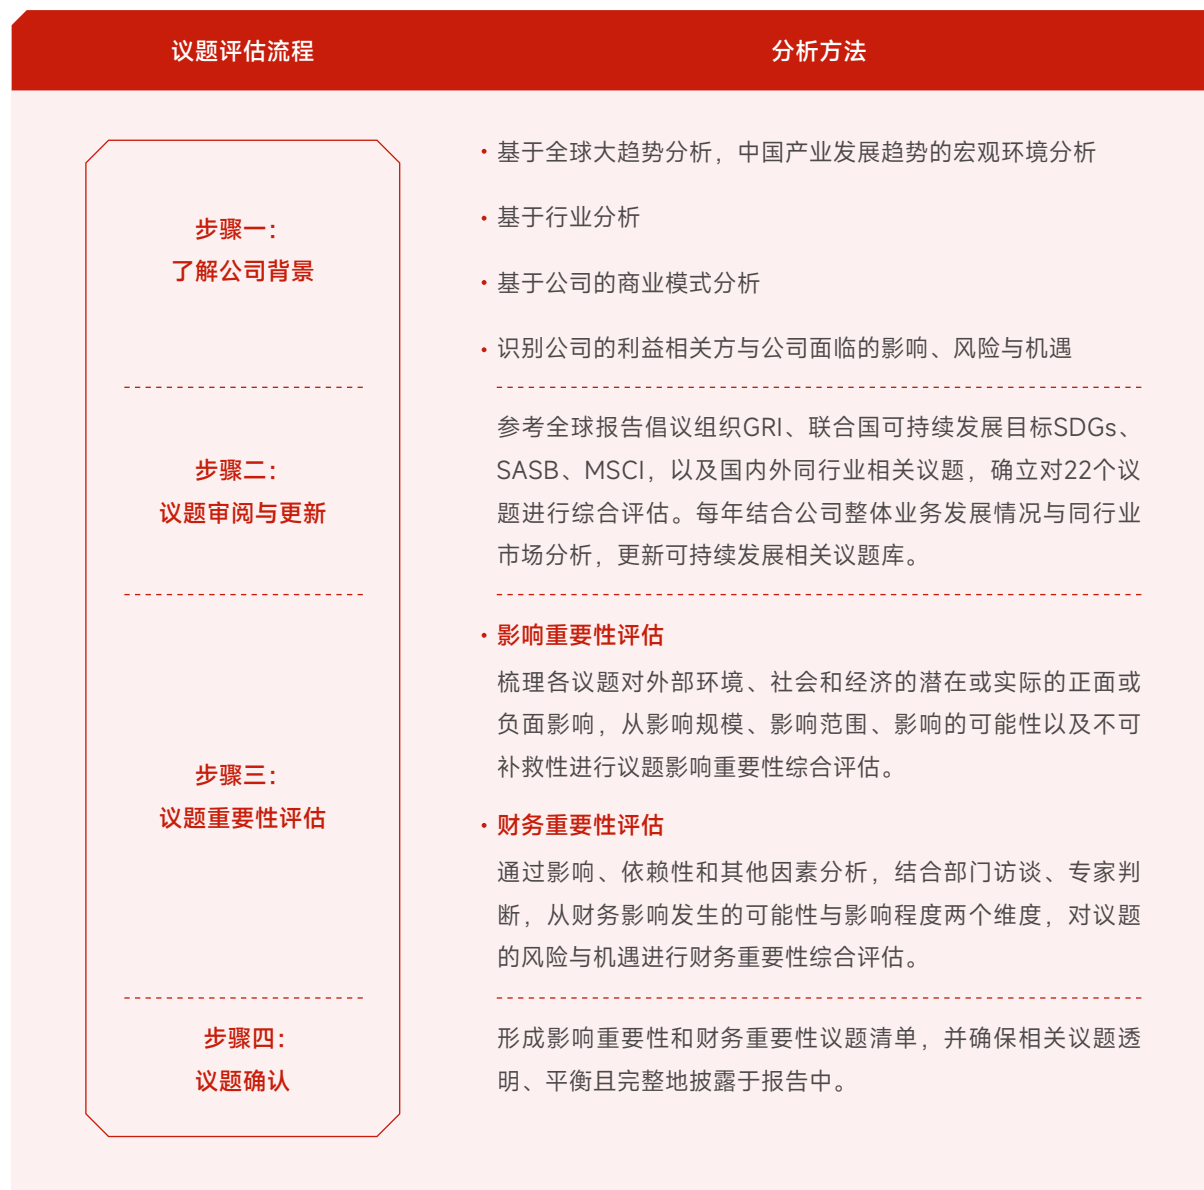 议题评估流程
分析方法
步骤一：
了解公司背景
• 基于全球大趋势分析，中国产业发展趋势的宏观环境分析
• 基于行业分析
• 基于公司的商业模式分析
• 识别公司的利益相关方与公司面临的影响、风险与机遇
步骤二：
议题审阅与更新
参考全球报告倡议组织GRI、联合国可持续发展目标SDGs、
SASB、MSCI，以及国内外同行业相关议题，确立对22个议
题进行综合评估。每年结合公司整体业务发展情况与同行业
市场分析，更新可持续发展相关议题库。
步骤三：
议题重要性评估
• 影响重要性评估
梳理各议题对外部环境、社会和经济的潜在或实际的正面或
负面影响，从影响规模、影响范围、影响的可能性以及不可
补救性进行议题影响重要性综合评估。
• 财务重要性评估
通过影响、依赖性和其他因素分析，结合部门访谈、专家判
断，从财务影响发生的可能性与影响程度两个维度，对议题
的风险与机遇进行财务重要性综合评估。
步骤四：
议题确认
形成影响重要性和财务重要性议题清单，并确保相关议题透
明、平衡且完整地披露于报告中。